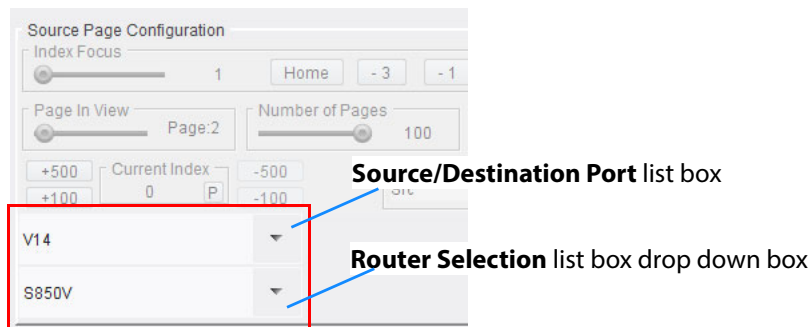 Source Page Configuration
Index Focus
1 Home - 3 - 1
Page In View Number of Pages
Page:2 100
+500 Current Index -500
+100 0 P -100 Src
Source/Destination Port list box
V14
Router Selection list box drop down box
S850V